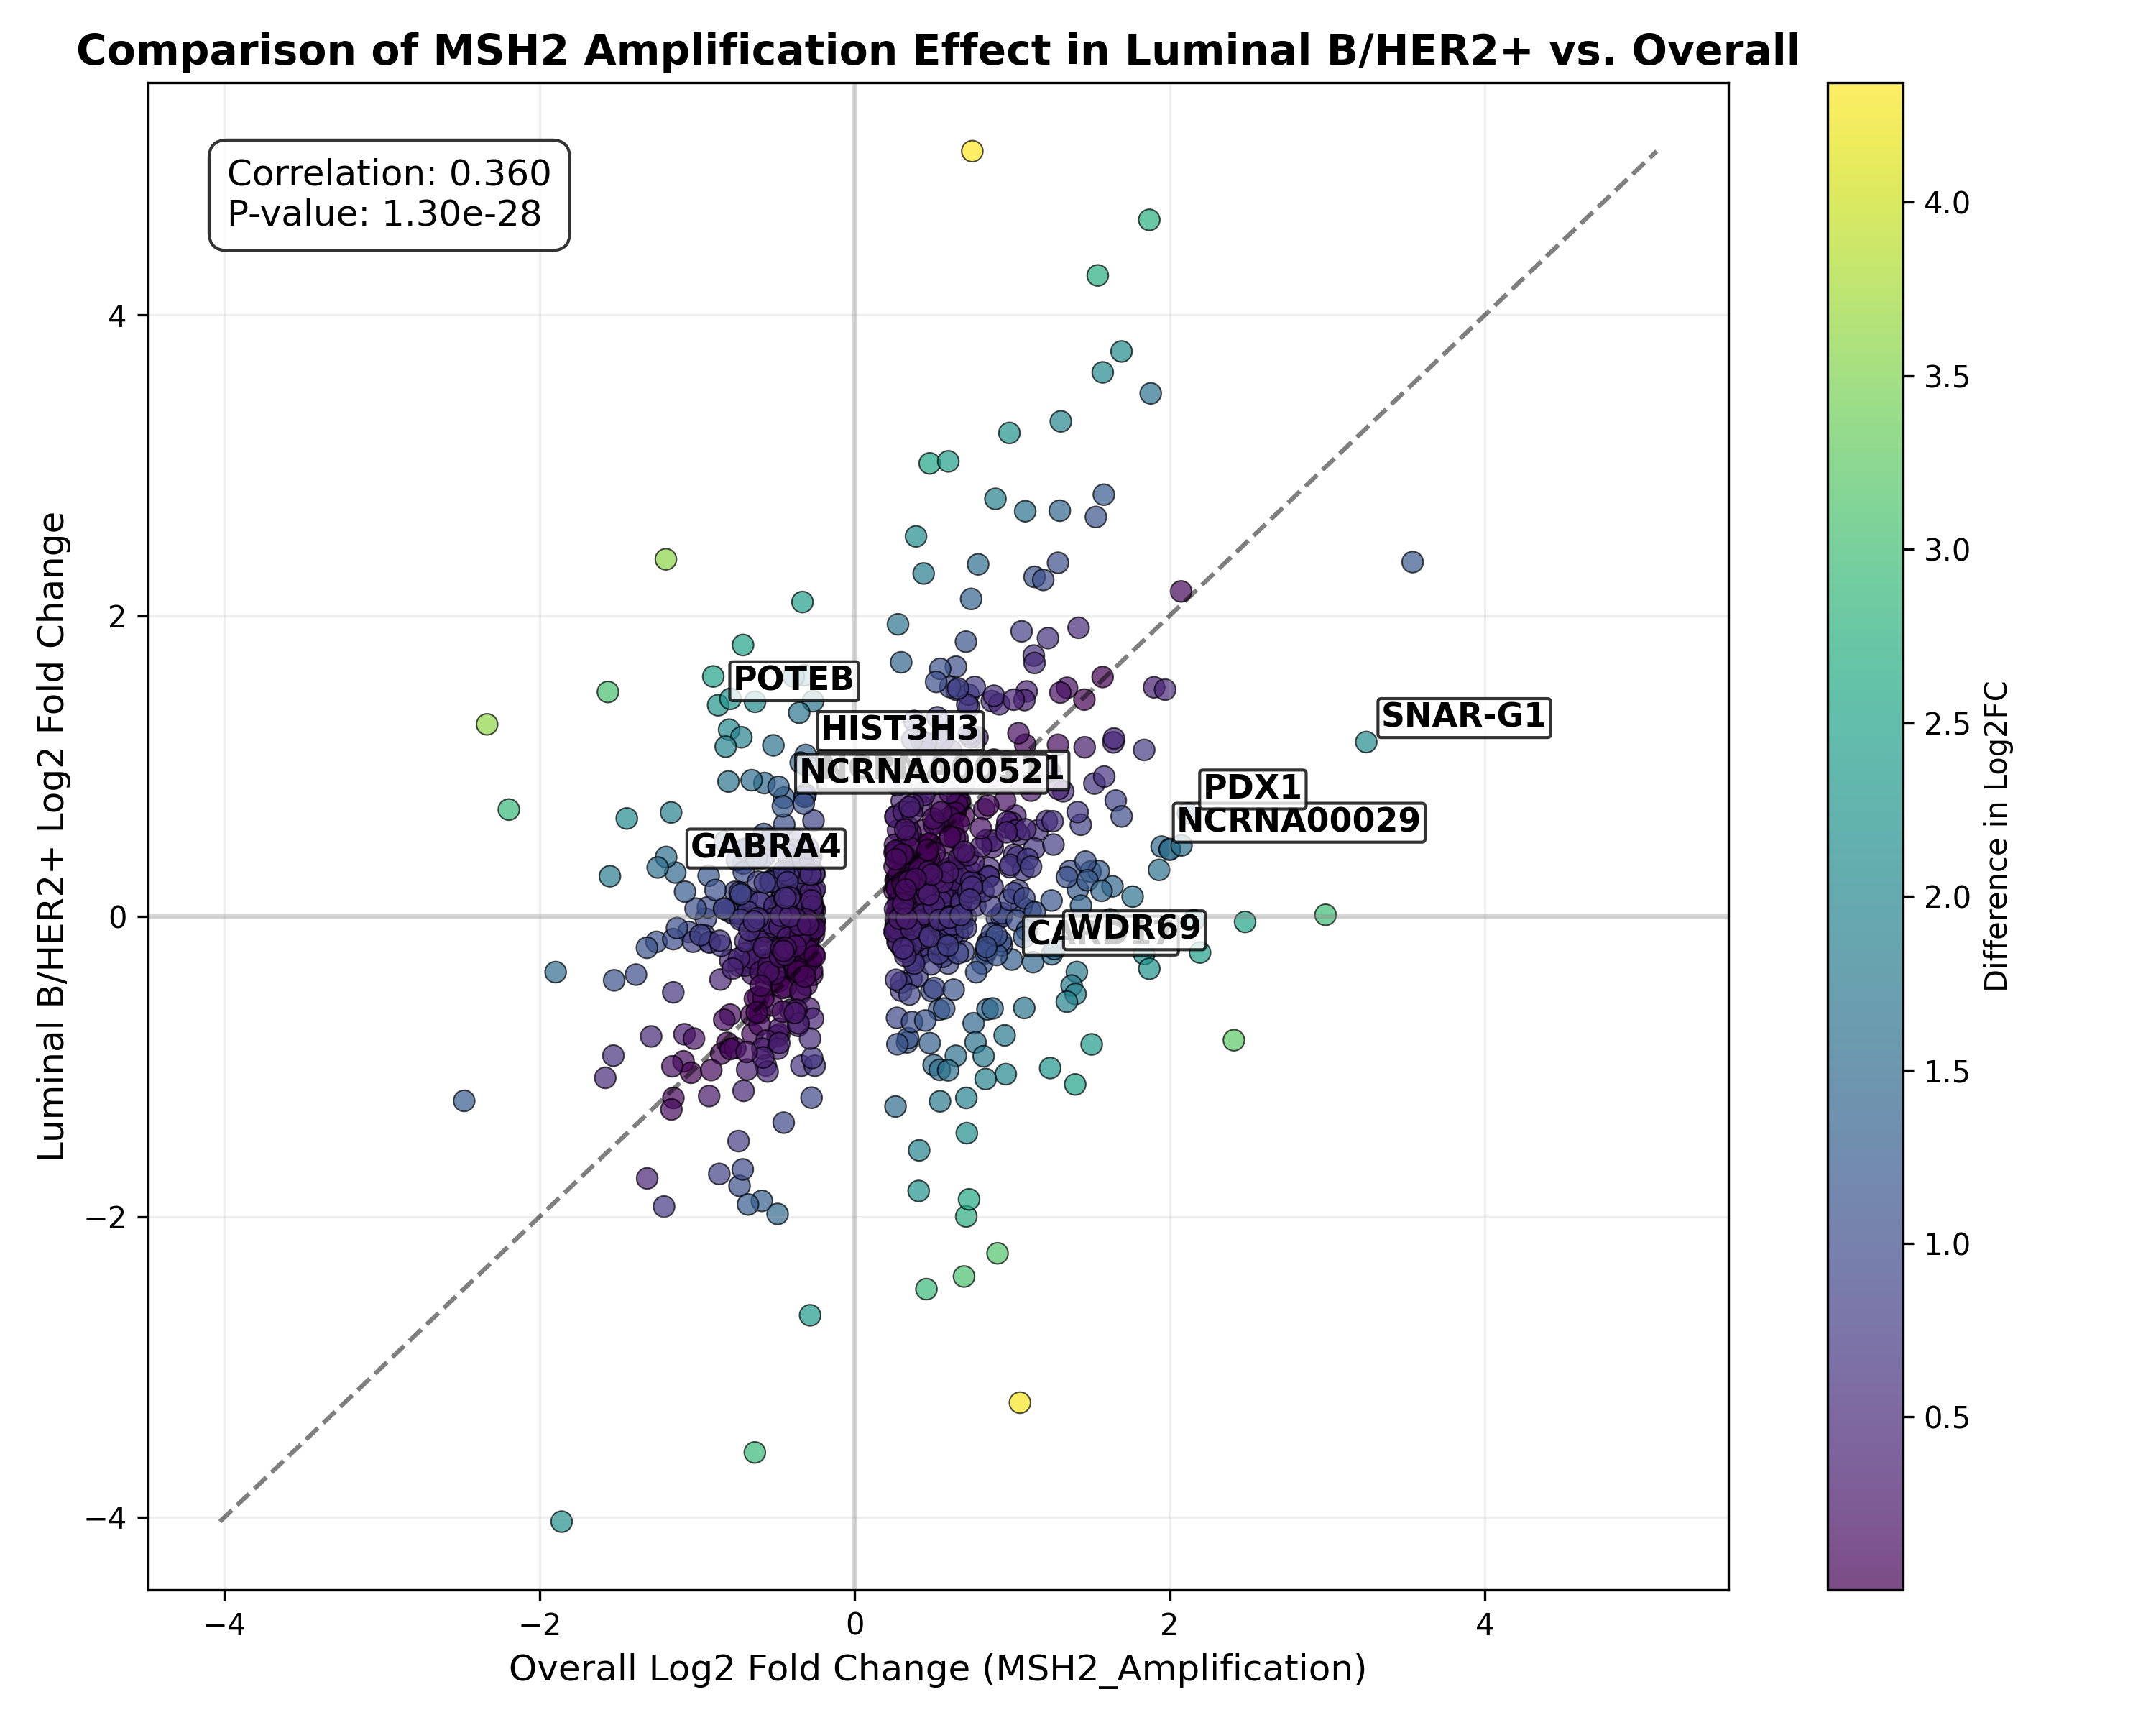 Comparison of MSH2 Amplification Effect in Luminal B/HER2+ vs. Overall
Correlation: 0.360
P-value: 1.30e-28
Luminal B/HER2+ Log2 Fold Change
4
2
0
−2
−4
POTEB
HIST3H3
NCRNA000521
GABRA4
SNAR-G1
PDX1
NCRNA00029
WDR69
−4
−2
0
2
4
Overall Log2 Fold Change (MSH2_Amplification)
4.0
3.5
3.0
2.5
2.0
1.5
1.0
0.5
Difference in Log2FC